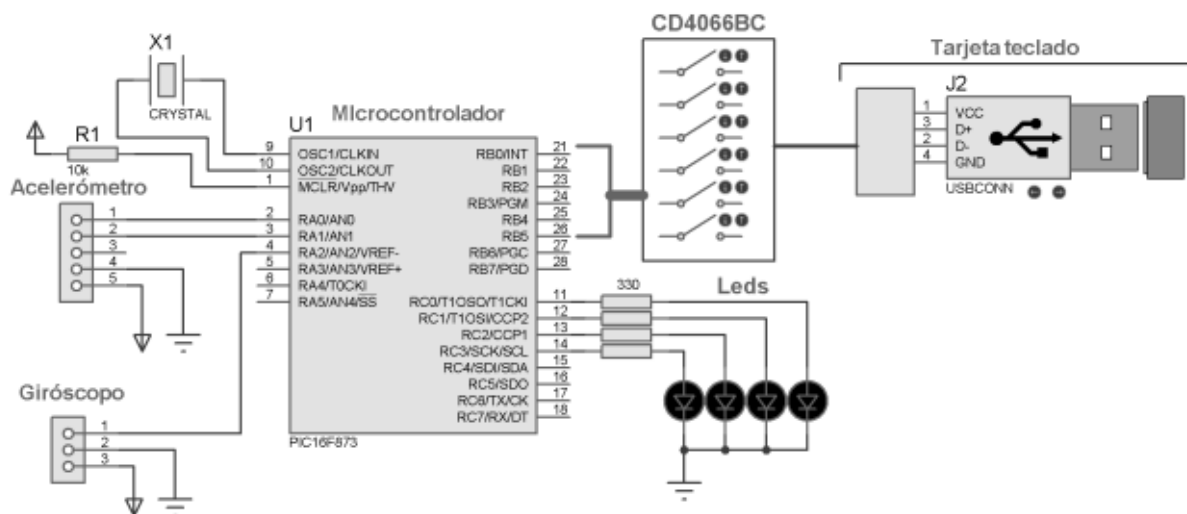 CD4066BC
Tarjeta teclado
X1
CRYSTAL
J2
1 VCC
3 D+
2 D-
4 GND
USBCONN
R1
10k
U1
MIcrocontrolador
9 OSC1/CLKIN
10 OSC2/CLKOUT
1 MCLR/Vpp/THV
2 RA0/AN0
3 RA1/AN1
4 RA2/AN2/VREF-
5 RA3/AN3/VREF+
6 RA4/T0CKI
7 RA5/AN4/SS
RB0/INT 21
RB1 22
RB2 23
RB3/PGM 24
RB4 25
RB5 26
RB6/PGC 27
RB7/PGD 28
RC0/T1OSO/T1CKI 11
RC1/T1OSI/CCP2 12
RC2/CCP1 13
RC3/SCK/SCL 14
RC4/SDI/SDA 15
RC5/SDO 16
RC6/TX/CK 17
RC7/RX/DT 18
PIC16F873
Acelerómetro
1
2
3
4
5
Giróscopo
1
2
3
330
Leds